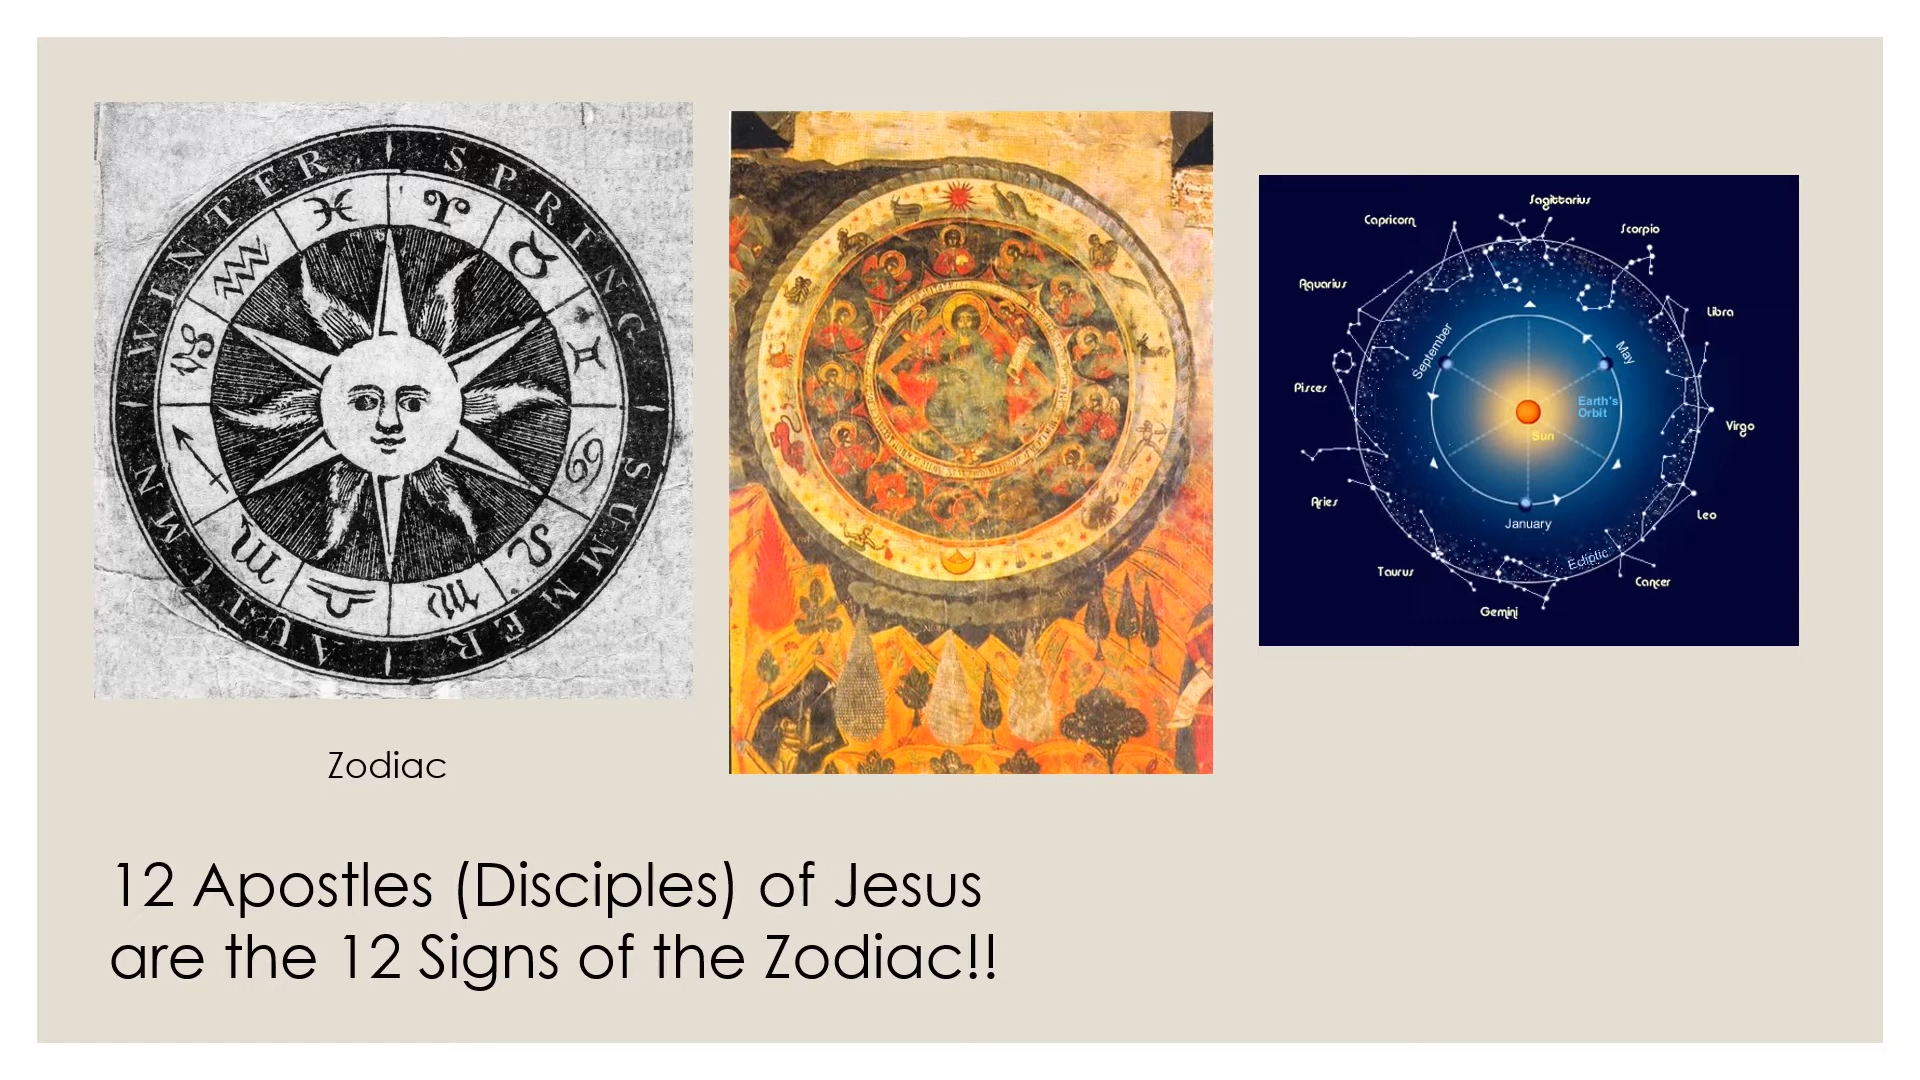 WINTER
SPRING
SUMMER
AUTUMN
Zodiac
Sagittarius
Capricorn
Scorpio
Aquarius
Libra
September
May
Pisces
Earth's
Orbit
Sun
Virgo
Aries
Leo
January
Ecliptic
Taurus
Cancer
Gemini
12 Apostles (Disciples) of Jesus
are the 12 Signs of the Zodiac!!